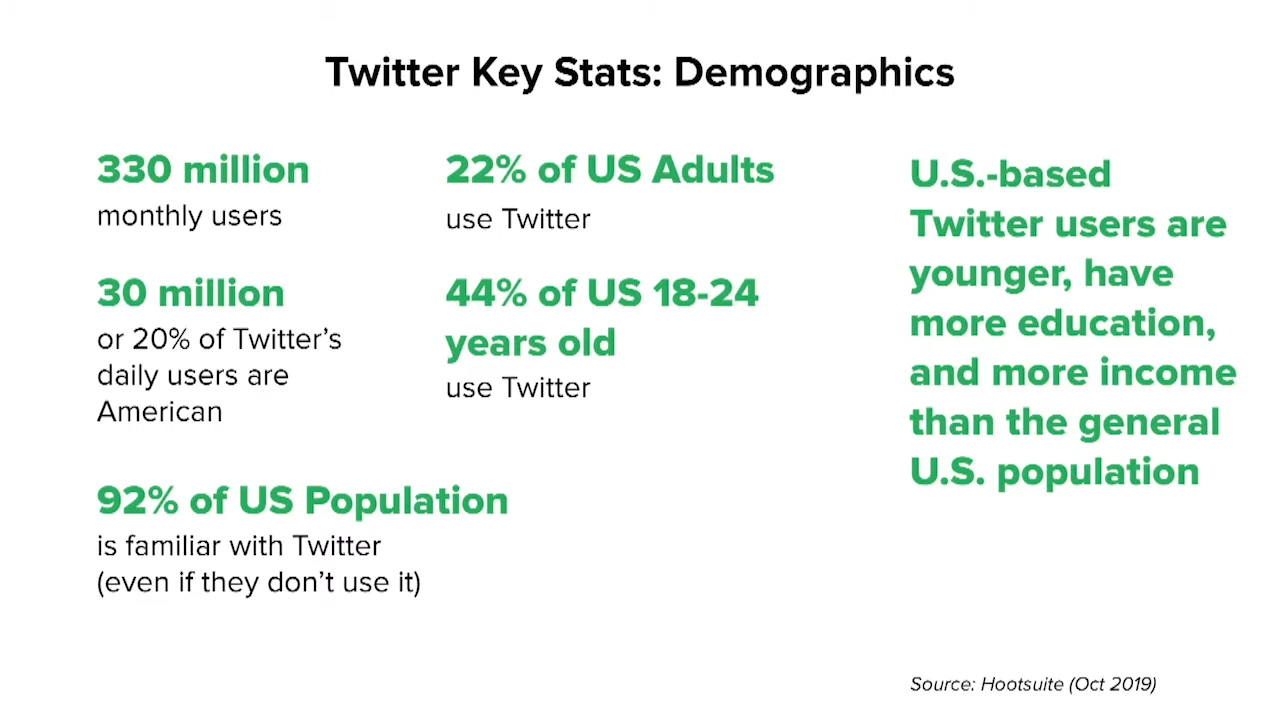 Twitter Key Stats: Demographics
330 million
monthly users
30 million
or 20% of Twitter's
daily users are
American
92% of US Population
is familiar with Twitter
(even if they don't use it)
22% of US Adults
use Twitter
44% of US 18-24
years old
use Twitter
U.S.-based
Twitter users are
younger, have
more education,
and more income
than the general
U.S. population
Source: Hootsuite (Oct 2019)